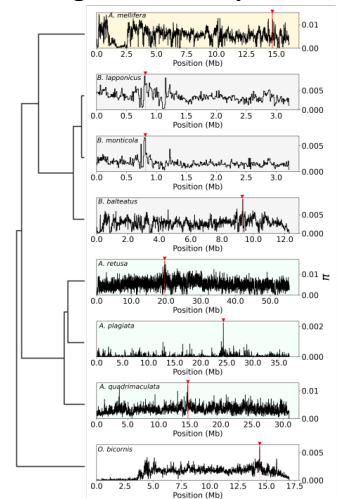 A. mellifera
0.01
0.00
0.0 2.5 5.0 7.5 10.0 12.5 15.0
Position (Mb)
B. lapponicus
0.005
0.000
0.0 0.5 1.0 1.5 2.0 2.5 3.0
Position (Mb)
B. monticola
0.005
0.000
0.0 0.5 1.0 1.5 2.0 2.5 3.0
Position (Mb)
B. balteatus
0.005
0.000
0.0 2.0 4.0 6.0 8.0 10.0 12.0
Position (Mb)
A. retusa
0.01
0.00
0.0 10.0 20.0 30.0 40.0 50.0
Position (Mb)
π
A. plagiata
0.002
0.000
0.0 5.0 10.0 15.0 20.0 25.0 30.0 35.0
Position (Mb)
A. quadrimaculata
0.01
0.00
0.0 5.0 10.0 15.0 20.0 25.0 30.0
Position (Mb)
O. bicornis
0.005
0.000
0.0 2.5 5.0 7.5 10.0 12.5 15.0 17.5
Position (Mb)